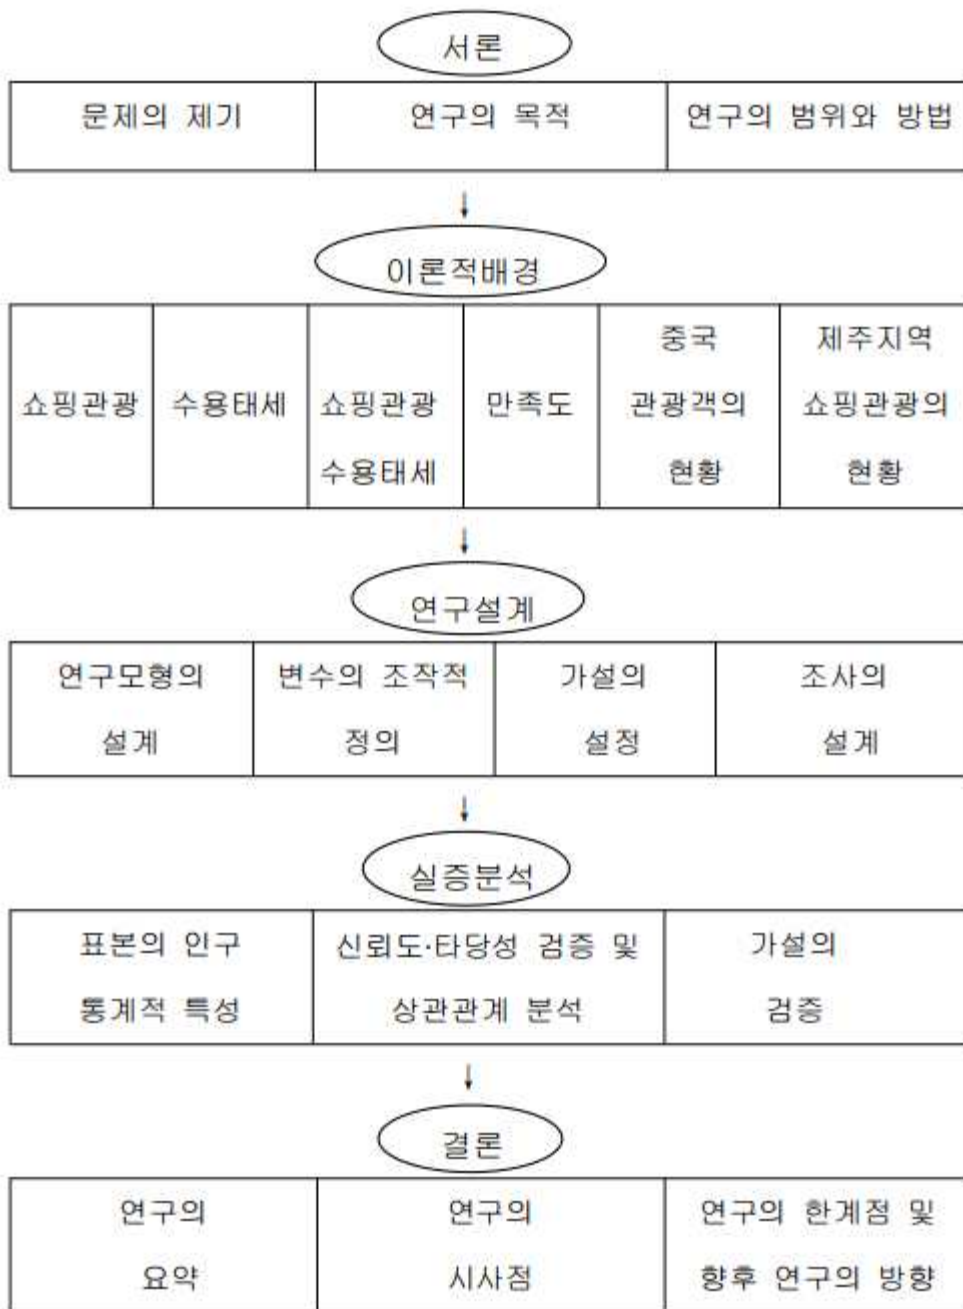 서론
문제의 제기 연구의 목적 연구의 범위와 방법
↓
이론적배경
중국 제주지역
쇼핑관광 수용태세 쇼핑관광 만족도 관광객의 쇼핑관광의
수용태세 현황 현황
↓
연구설계
연구모형의 변수의 조작적 가설의 조사의
설계 정의 설정 설계
↓
실증분석
표본의 인구 신뢰도·타당성 검증 및 가설의
통계적 특성 상관관계 분석 검증
↓
결론
연구의 연구의 연구의 한계점 및
요약 시사점 향후 연구의 방향